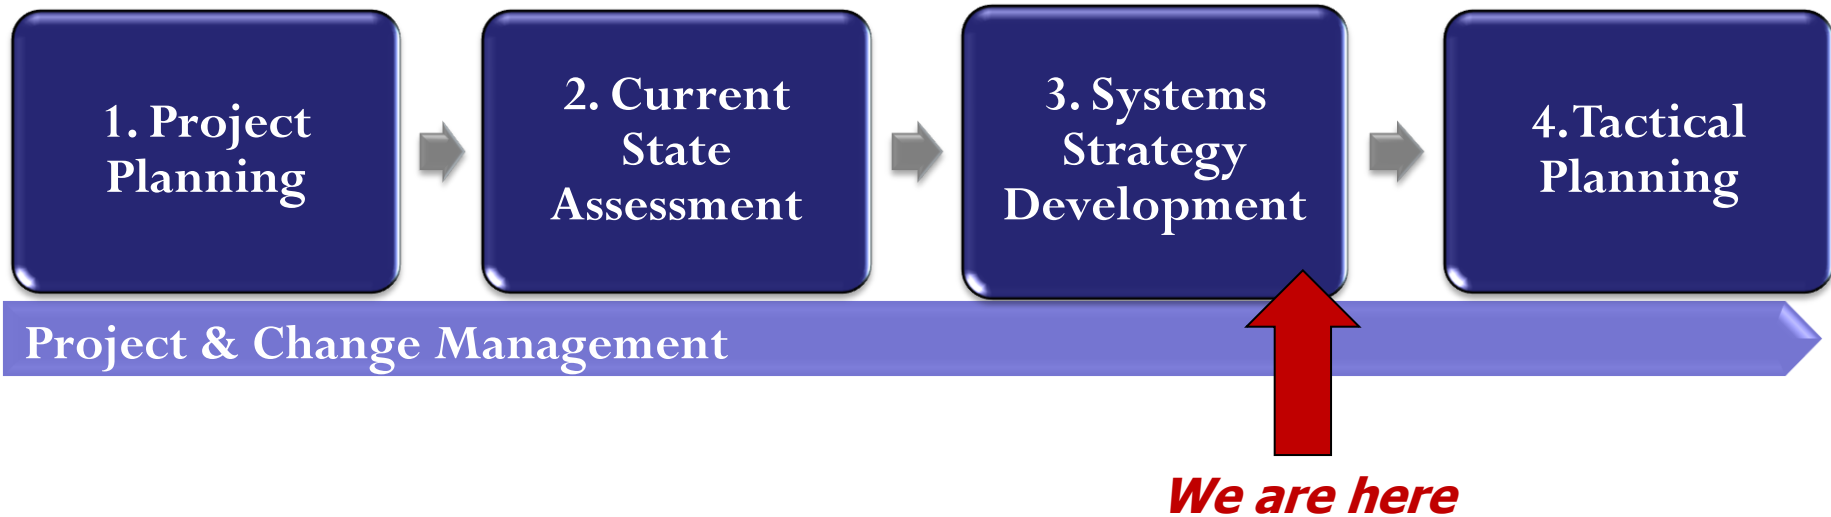 1. Project
Planning
2. Current
State
Assessment
3. Systems
Strategy
Development
4. Tactical
Planning
Project & Change Management
We are here